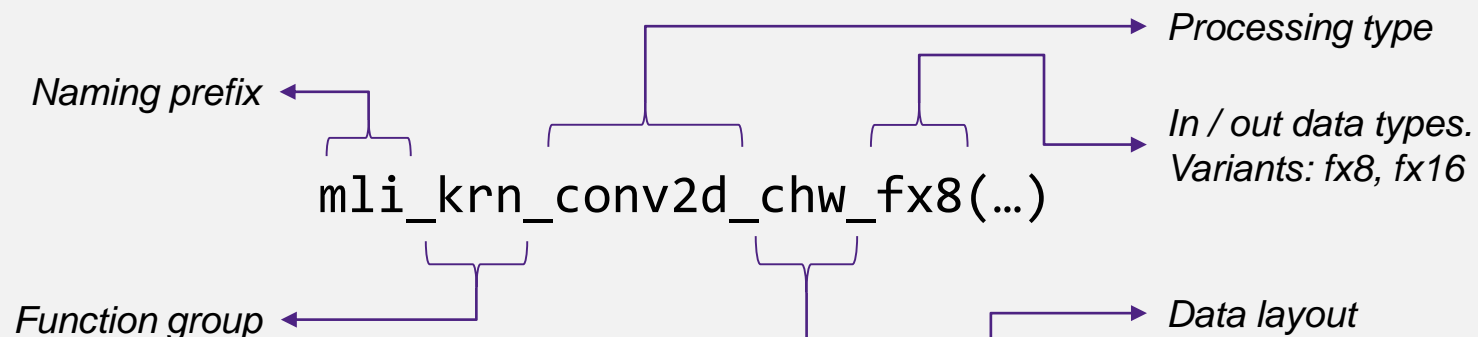 Processing type
Naming prefix
In / out data types.
Variants: fx8, fx16
mli_krn_conv2d_chw_fx8(…)
Function group
Data layout